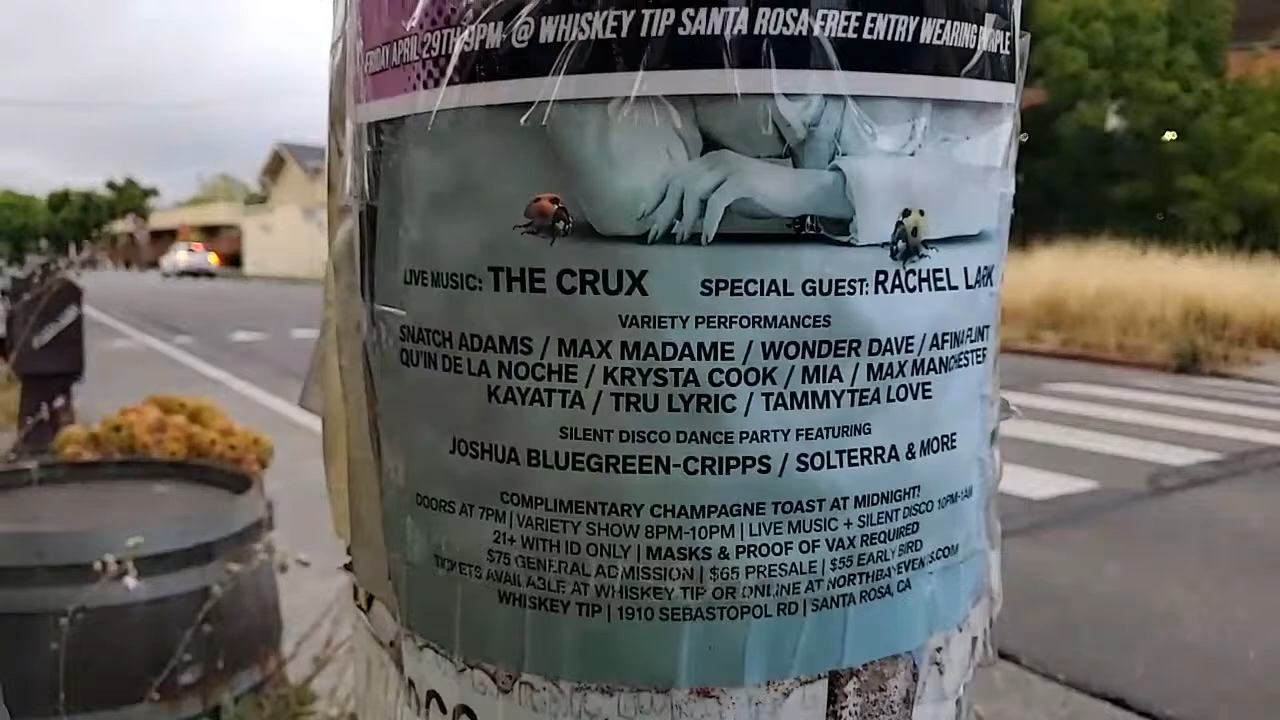 FRIDAY APRIL 29TH 9PM @ WHISKEY TIP SANTA ROSA FREE ENTRY WEARING PURPLE
LIVE MUSIC: THE CRUX SPECIAL GUEST: RACHEL LARK
VARIETY PERFORMANCES
SNATCH ADAMS / MAX MADAME / WONDER DAVE / AFINA FLINT
QU'IN DE LA NOCHE / KRYSTA COOK / MIA / MAX MANCHESTER
KAYATTA / TRU LYRIC / TAMMYTEA LOVE
SILENT DISCO DANCE PARTY FEATURING
JOSHUA BLUEGREEN-CRIPPS / SOLTERRA & MORE
COMPLIMENTARY CHAMPAGNE TOAST AT MIDNIGHT!
DOORS AT 7PM | VARIETY SHOW 8PM-10PM | LIVE MUSIC + SILENT DISCO 10PM-1AM
21+ WITH ID ONLY | MASKS & PROOF OF VAX REQUIRED
$75 GENERAL ADMISSION | $65 PRESALE | $55 EARLY BIRD
TICKETS AVAILABLE AT WHISKEY TIP OR ONLINE AT NORTHBAYEVENTS.COM
WHISKEY TIP | 1910 SEBASTOPOL RD | SANTA ROSA, CA